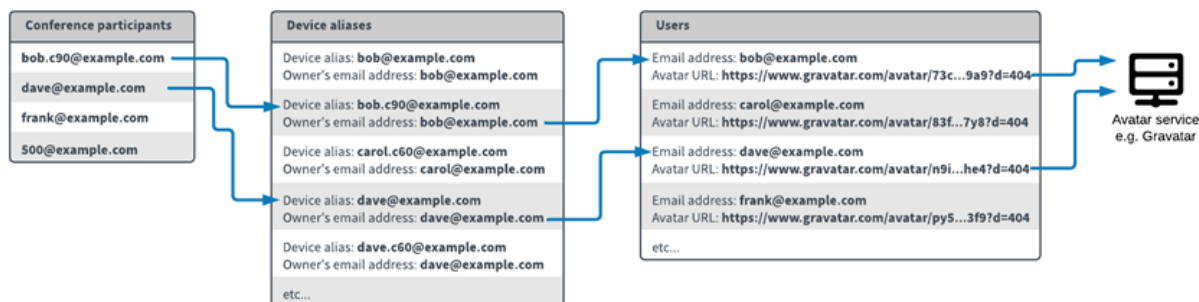 Conference participants
bob.c90@example.com
dave@example.com
frank@example.com
500@example.com
Device aliases
Device alias: bob@example.com
Owner's email address: bob@example.com
Device alias: bob.c90@example.com
Owner's email address: bob@example.com
Device alias: carol.c60@example.com
Owner's email address: carol@example.com
Device alias: dave@example.com
Owner's email address: dave@example.com
Device alias: dave.c60@example.com
Owner's email address: dave@example.com
etc...
Users
Email address: bob@example.com
Avatar URL: https://www.gravatar.com/avatar/73c...9a9?d=404
Email address: carol@example.com
Avatar URL: https://www.gravatar.com/avatar/83f...7y8?d=404
Email address: dave@example.com
Avatar URL: https://www.gravatar.com/avatar/n9i...he4?d=404
Email address: frank@example.com
Avatar URL: https://www.gravatar.com/avatar/py5...3f9?d=404
etc...
Avatar service
e.g. Gravatar